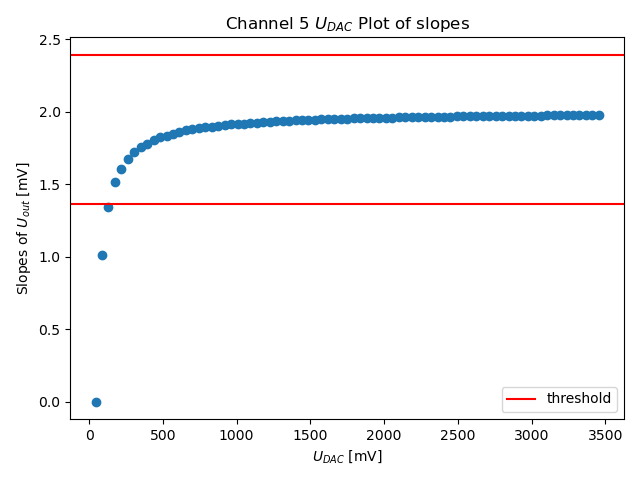 Channel 5 U_DAC Plot of slopes
2.5
2.0
1.5
1.0
0.5
0.0
Slopes of U_out [mV]
threshold
0 500 1000 1500 2000 2500 3000 3500
U_DAC [mV]